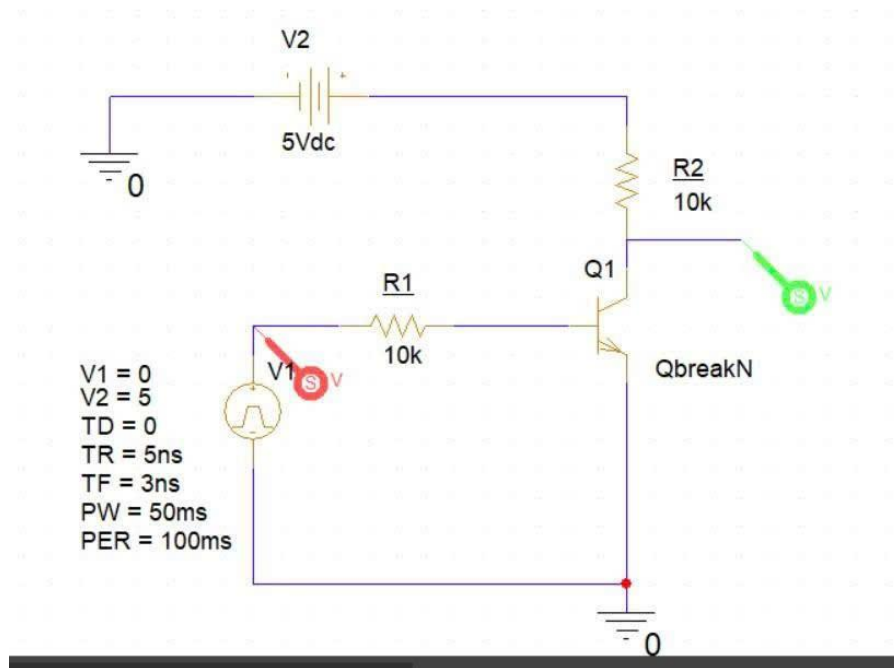 V2
5Vdc
0
R2
10k
Q1
R1
10k
V
QbreakN
V1
S
V
S
V1 = 0
V2 = 5
TD = 0
TR = 5ns
TF = 3ns
PW = 50ms
PER = 100ms
0